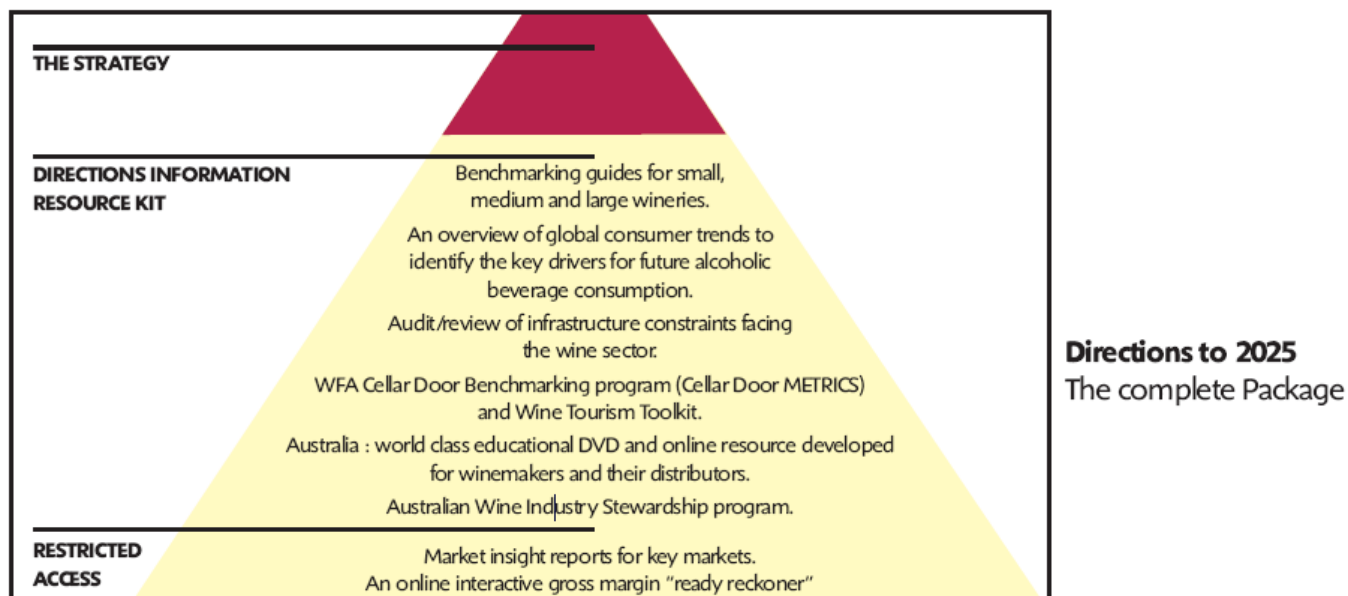 THE STRATEGY
DIRECTIONS INFORMATION
RESOURCE KIT
Benchmarking guides for small,
medium and large wineries.
An overview of global consumer trends to
identify the key drivers for future alcoholic
beverage consumption.
Audit/review of infrastructure constraints facing
the wine sector.
WFA Cellar Door Benchmarking program (Cellar Door METRICS)
and Wine Tourism Toolkit.
Australia : world class educational DVD and online resource developed
for winemakers and their distributors.
Australian Wine Industry Stewardship program.
RESTRICTED
ACCESS
Market insight reports for key markets.
An online interactive gross margin “ready reckoner”
Directions to 2025
The complete Package